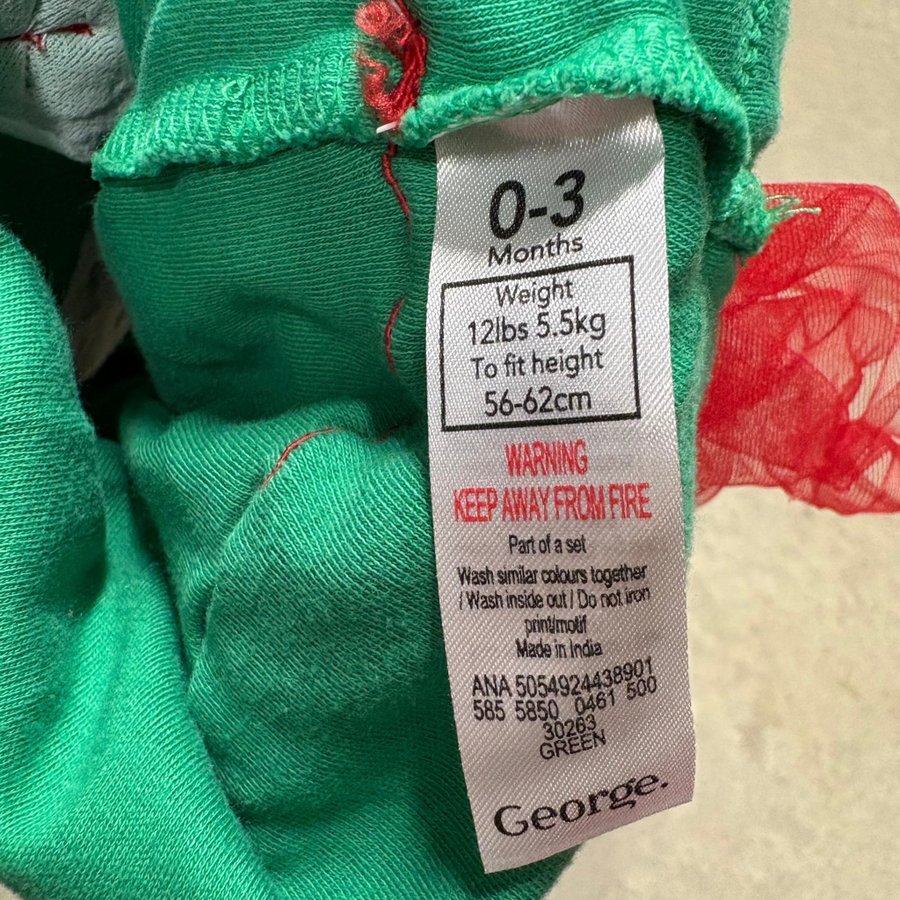 0-3
Months
Weight
12lbs 5.5kg
To fit height
56-62cm
WARNING
KEEP AWAY FROM FIRE
Part of a set
Wash similar colours together
/ Wash inside out / Do not iron
print/motif
Made in India
ANA 5054924438901
585 5850 0461 500
30263
GREEN
George.